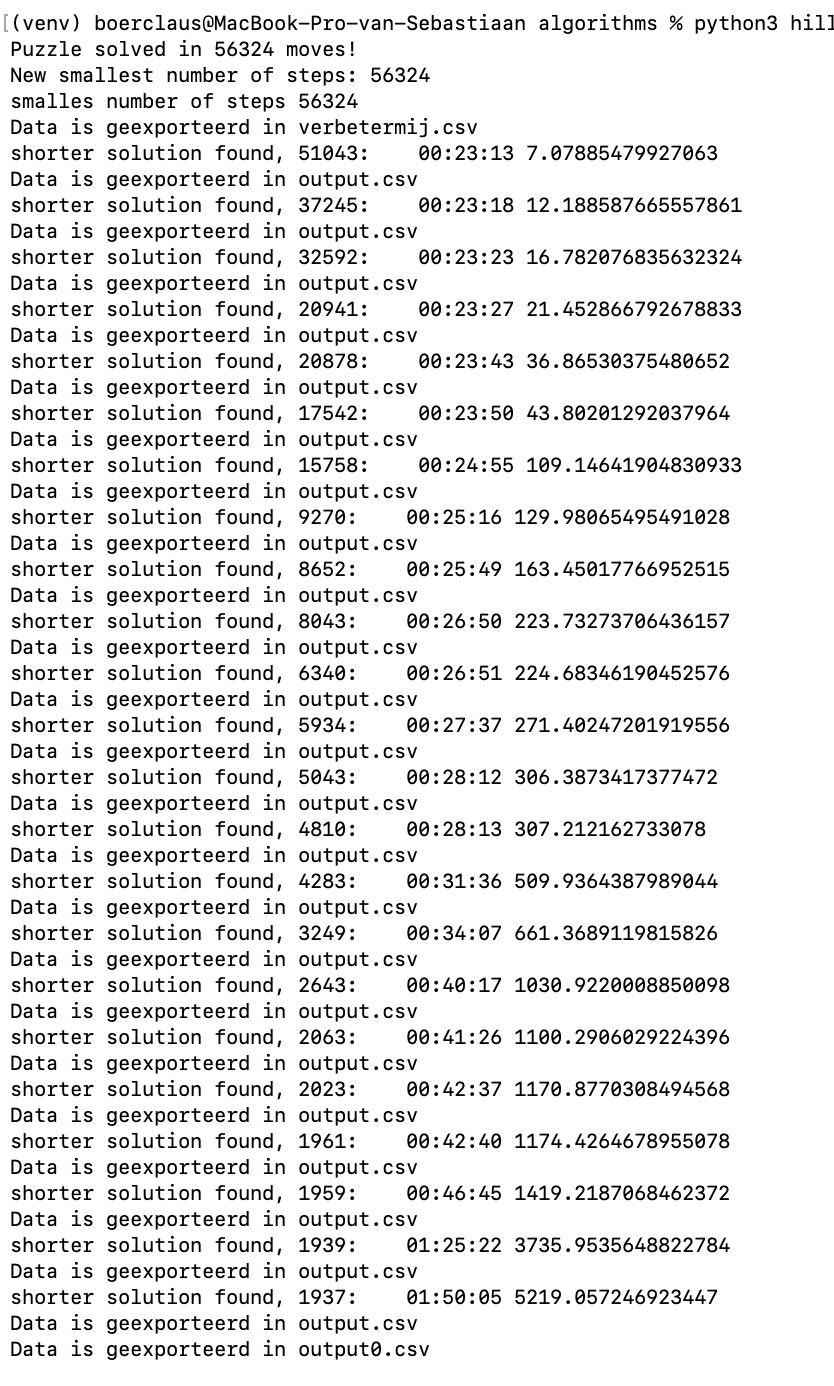 [(venv) boerclaus@MacBook-Pro-van-Sebastiaan algorithms % python3 hill
Puzzle solved in 56324 moves!
New smallest number of steps: 56324
smalles number of steps 56324
Data is geexporteerd in verbetermij.csv
shorter solution found, 51043:    00:23:13 7.07885479927063
Data is geexporteerd in output.csv
shorter solution found, 37245:    00:23:18 12.188587665557861
Data is geexporteerd in output.csv
shorter solution found, 32592:    00:23:23 16.782076835632324
Data is geexporteerd in output.csv
shorter solution found, 20941:    00:23:27 21.452866792678833
Data is geexporteerd in output.csv
shorter solution found, 20878:    00:23:43 36.86530375480652
Data is geexporteerd in output.csv
shorter solution found, 17542:    00:23:50 43.80201292037964
Data is geexporteerd in output.csv
shorter solution found, 15758:    00:24:55 109.14641904830933
Data is geexporteerd in output.csv
shorter solution found, 9270:    00:25:16 129.98065495491028
Data is geexporteerd in output.csv
shorter solution found, 8652:    00:25:49 163.45017766952515
Data is geexporteerd in output.csv
shorter solution found, 8043:    00:26:50 223.73273706436157
Data is geexporteerd in output.csv
shorter solution found, 6340:    00:26:51 224.68346190452576
Data is geexporteerd in output.csv
shorter solution found, 5934:    00:27:37 271.40247201919556
Data is geexporteerd in output.csv
shorter solution found, 5043:    00:28:12 306.3873417377472
Data is geexporteerd in output.csv
shorter solution found, 4810:    00:28:13 307.212162733078
Data is geexporteerd in output.csv
shorter solution found, 4283:    00:31:36 509.9364387989044
Data is geexporteerd in output.csv
shorter solution found, 3249:    00:34:07 661.3689119815826
Data is geexporteerd in output.csv
shorter solution found, 2643:    00:40:17 1030.9220008850098
Data is geexporteerd in output.csv
shorter solution found, 2063:    00:41:26 1100.2906029224396
Data is geexporteerd in output.csv
shorter solution found, 2023:    00:42:37 1170.8770308494568
Data is geexporteerd in output.csv
shorter solution found, 1961:    00:42:40 1174.4264678955078
Data is geexporteerd in output.csv
shorter solution found, 1959:    00:46:45 1419.2187068462372
Data is geexporteerd in output.csv
shorter solution found, 1939:    01:25:22 3735.9535648822784
Data is geexporteerd in output.csv
shorter solution found, 1937:    01:50:05 5219.057246923447
Data is geexporteerd in output.csv
Data is geexporteerd in output0.csv